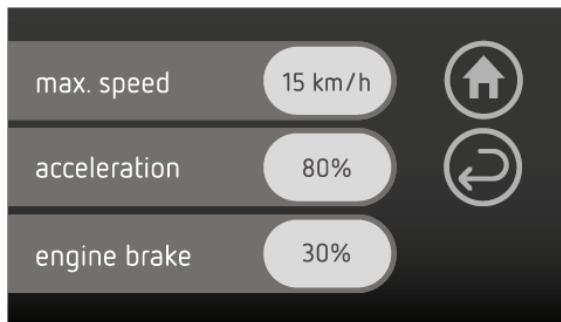 max. speed 15 km/h
acceleration 80%
engine brake 30%